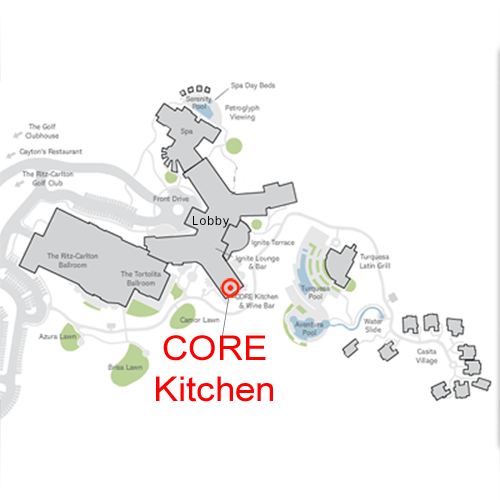 Spa Day Beds
Serenity
Pool
Petroglyph
Viewing
Spa
The Golf
Clubhouse
Cayton's Restaurant
The Ritz-Carlton
Golf Club
Front Drive
Lobby
Ignite Terrace
Ignite Lounge
& Bar
The Ritz-Carlton
Ballroom
The Tortolita
Ballroom
CORE Kitchen
& Wine Bar
Turquesa
Latin Grill
Turquesa
Pool
Adventure
Pool
Water
Slide
Casita
Village
Camor Lawn
Azura Lawn
Brisa Lawn
CORE
Kitchen